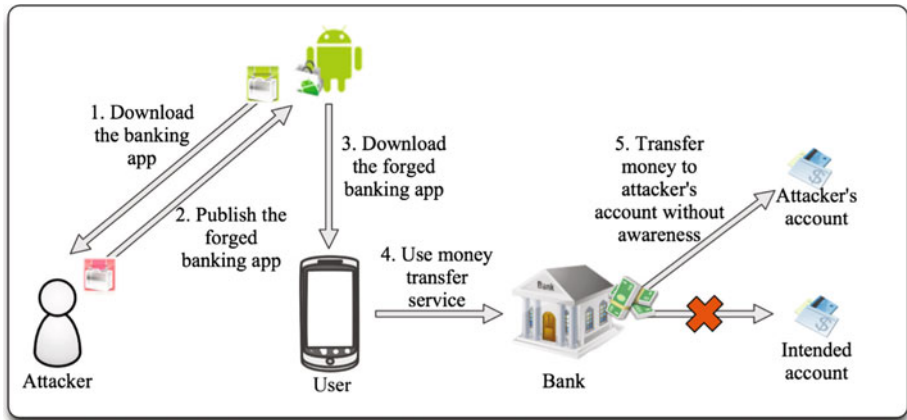 1. Download
the banking
app
2. Publish the
forged
banking app
3. Download
the forged
banking app
4. Use money
transfer
service
5. Transfer
money to
attacker's
account without
awareness
Bank
Attacker's
account
Intended
account
Attacker
User
Bank